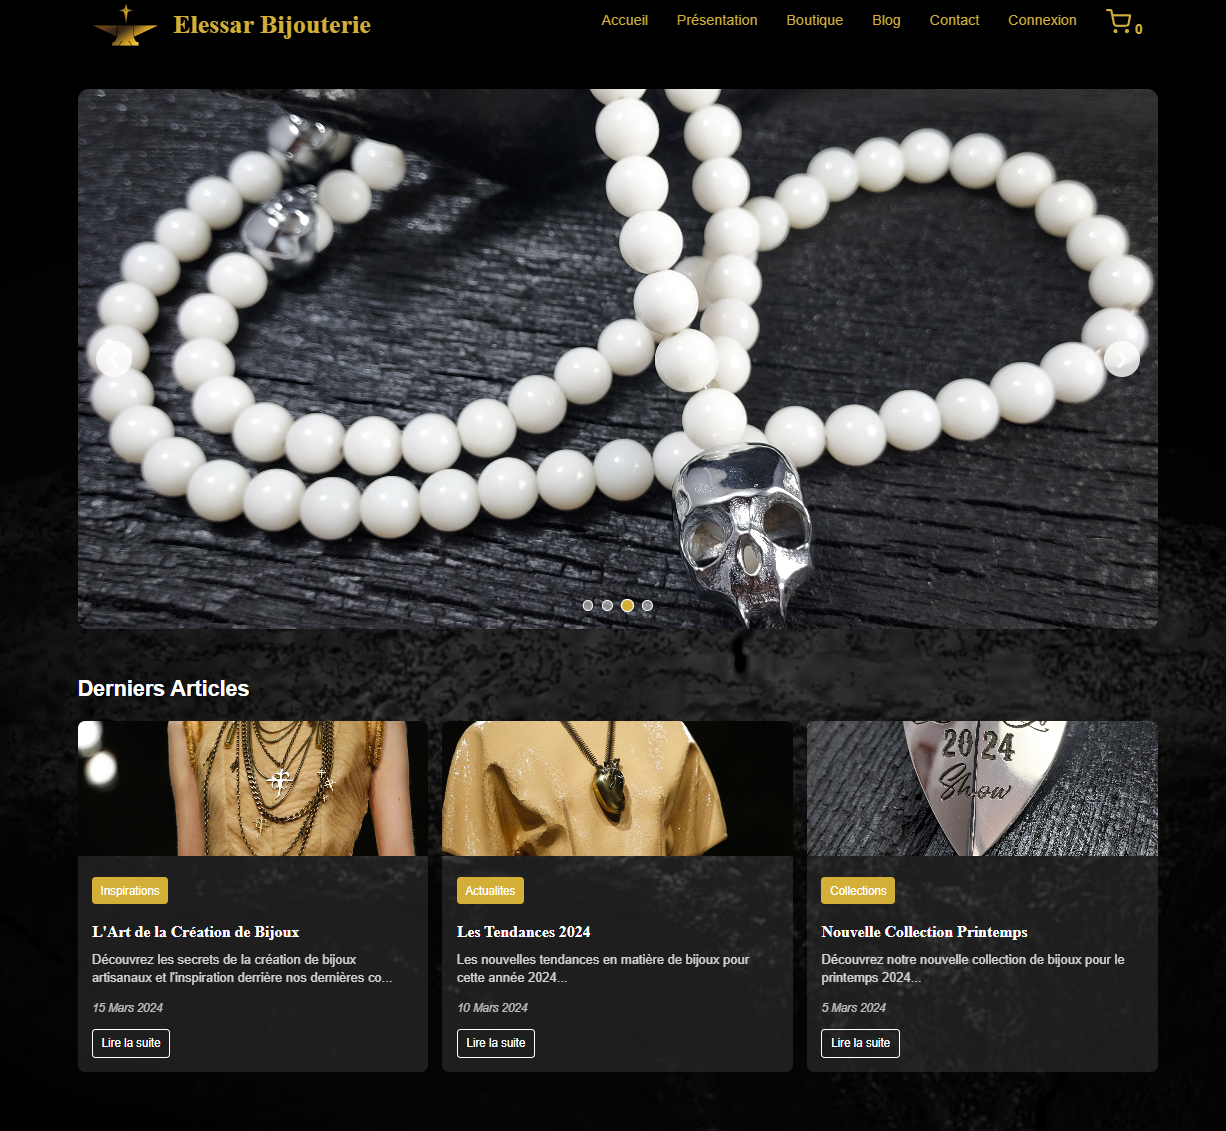 Elessar Bijouterie
Accueil Présentation Boutique Blog Contact Connexion 0
Derniers Articles
2024
Show
Inspirations
L'Art de la Création de Bijoux
Découvrez les secrets de la création de bijoux
artisanaux et l'inspiration derrière nos dernières co...
15 Mars 2024
Lire la suite
Actualites
Les Tendances 2024
Les nouvelles tendances en matière de bijoux pour
cette année 2024...
10 Mars 2024
Lire la suite
Collections
Nouvelle Collection Printemps
Découvrez notre nouvelle collection de bijoux pour le
printemps 2024...
5 Mars 2024
Lire la suite